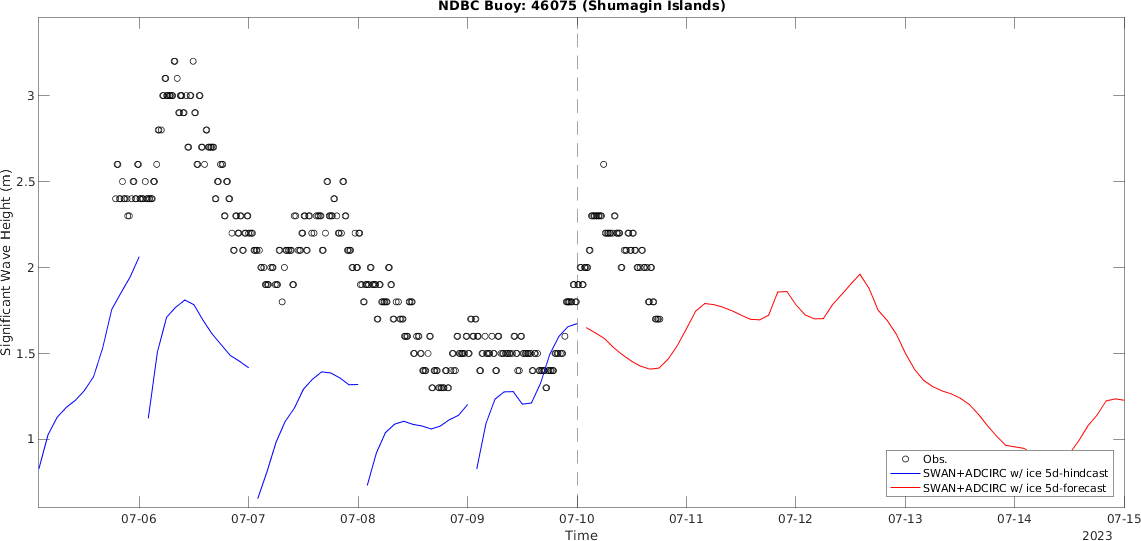 NDBC Buoy: 46075 (Shumagin Islands)
Significant Wave Height (m)
3
2.5
2
1.5
1
Obs.
SWAN+ADCIRC w/ ice 5d-hindcast
SWAN+ADCIRC w/ ice 5d-forecast
07-06 07-07 07-08 07-09 07-10 07-11 07-12 07-13 07-14 07-15
Time
2023